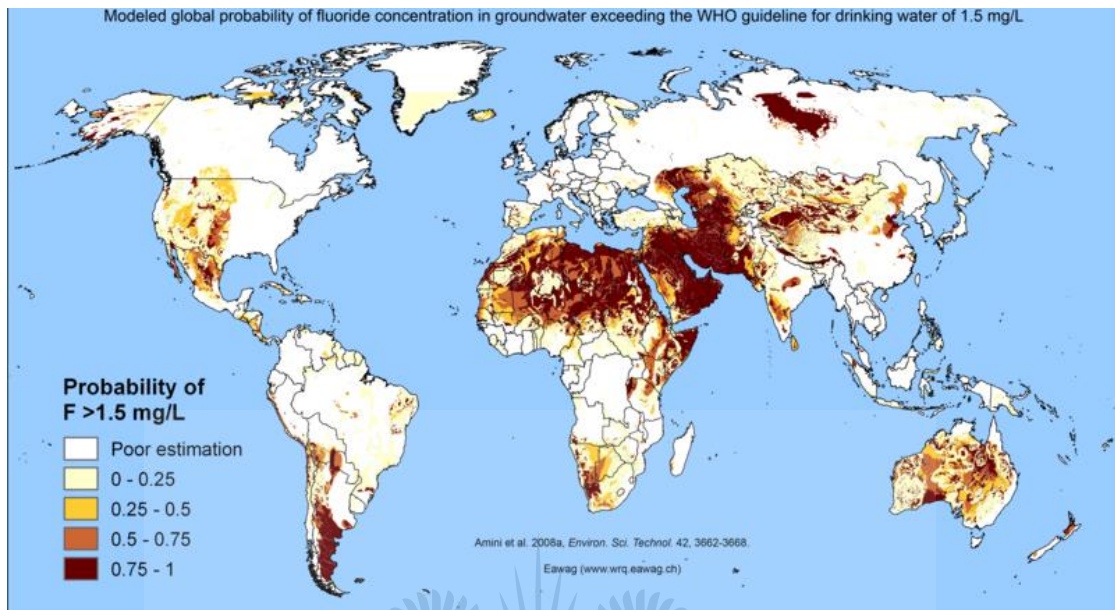 Modeled global probability of fluoride concentration in groundwater exceeding the WHO guideline for drinking water of 1.5 mg/L
Probability of
F >1.5 mg/L
Poor estimation
0 - 0.25
0.25 - 0.5
0.5 - 0.75
0.75 - 1
Amini et al. 2008a, Environ. Sci. Technol. 42, 3662-3668.
Eawag (www.wrq.eawag.ch)